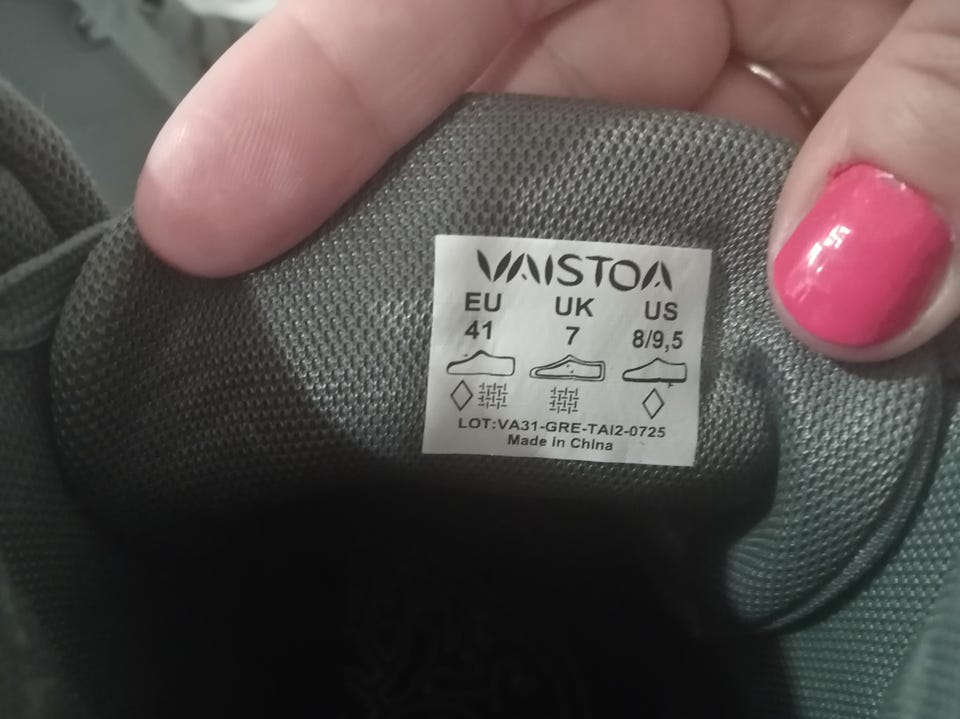 VAISTOA
EU UK US
41 7 8/9,5
LOT:VA31-GRE-TAI2-0725
Made in China